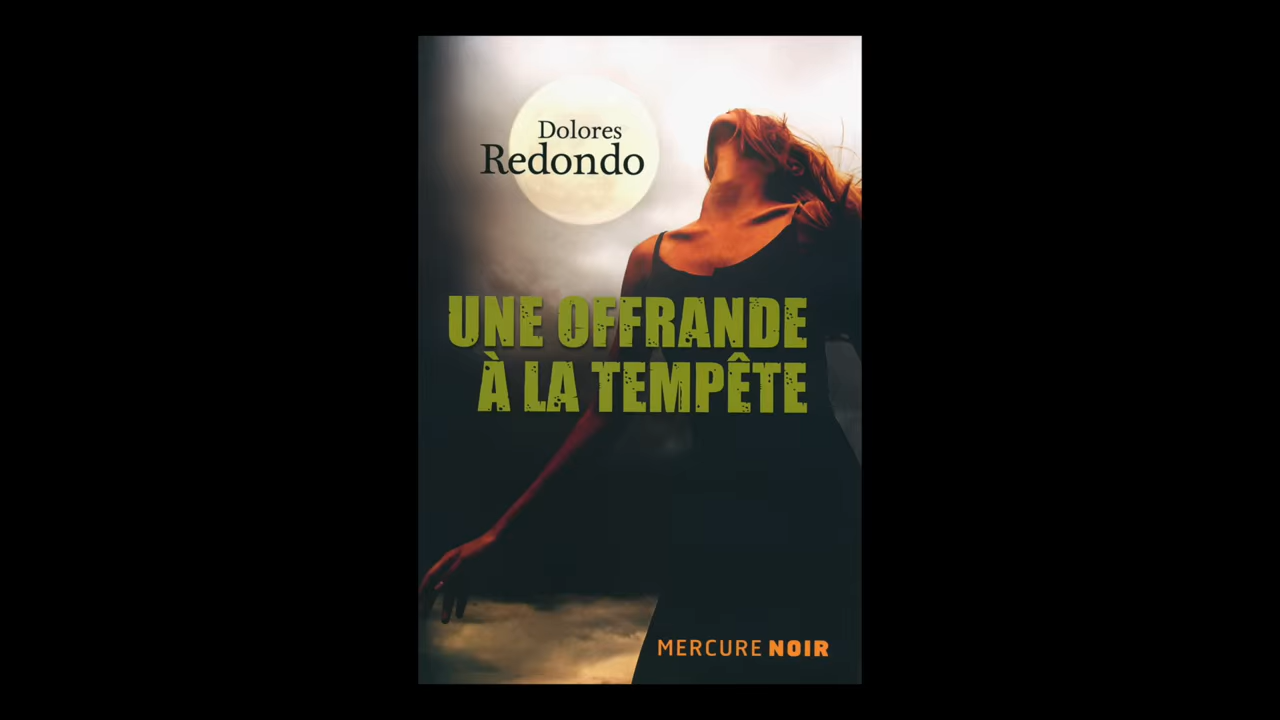 Dolores
Redondo
UNE OFFRANDE
À LA TEMPÊTE
MERCURE NOIR